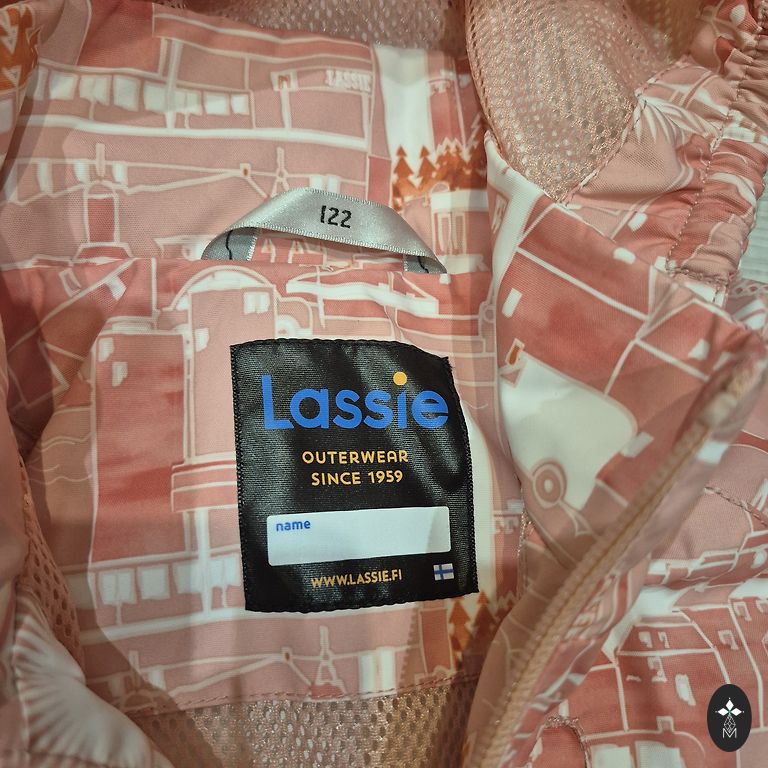 122
Lassie
OUTERWEAR
SINCE 1959
name
WWW.LASSIE.FI